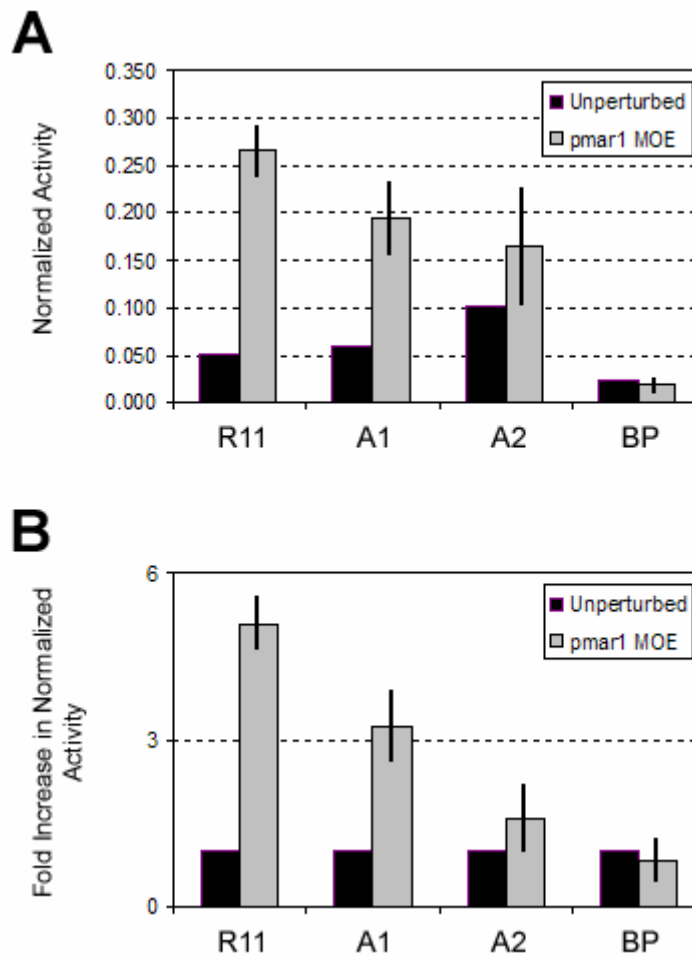 A
Normalized Activity
0.350
0.300
0.250
0.200
0.150
0.100
0.050
0.000
Unperturbed
pmar1 MOE
R11 A1 A2 BP
B
Fold Increase in Normalized
Activity
6
3
0
Unperturbed
pmar1 MOE
R11 A1 A2 BP